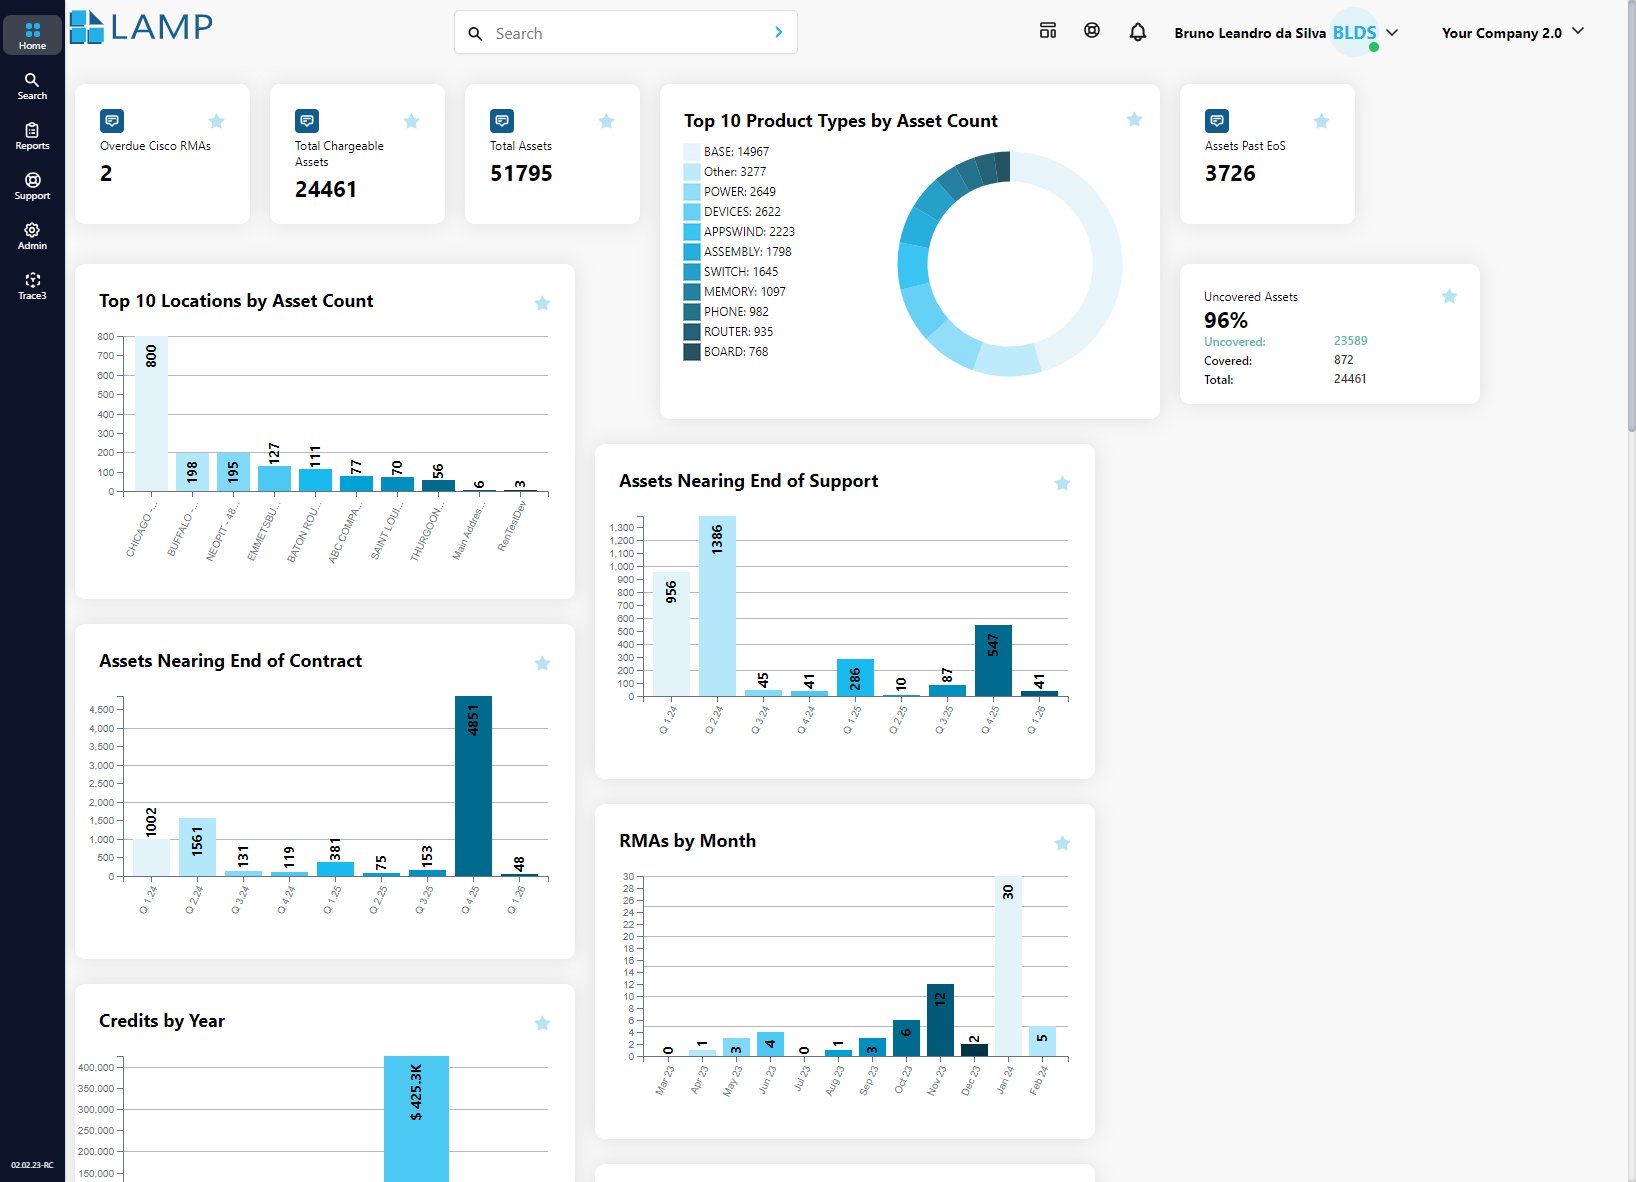 Home
Search
Reports
Support
Admin
Trace3
02.02.23-RC
LAMP
Search
Bruno Leandro da Silva
BLDS
Your Company 2.0
Overdue Cisco RMAs
2
Total Chargeable
Assets
24461
Total Assets
51795
Top 10 Product Types by Asset Count
BASE: 14967
Other: 3277
POWER: 2649
DEVICES: 2622
APPSWIND: 2223
ASSEMBLY: 1798
SWITCH: 1645
MEMORY: 1097
PHONE: 982
ROUTER: 935
BOARD: 768
Assets Past EoS
3726
Uncovered Assets
96%
Uncovered: 23589
Covered: 872
Total: 24461
Top 10 Locations by Asset Count
800
700
600
500
400
300
200
100
0
800
198
195
127
111
77
70
56
6
3
CHICAGO -...
BUFFALO -...
NEOPIT - 48...
EMMETSBU...
BATON ROU...
ABC COMPA...
SAINT LOUI...
THURGOON...
Main Addres...
RenTestDev
Assets Nearing End of Support
1,300
1,200
1,100
1,000
900
800
700
600
500
400
300
200
100
0
956
1386
45
41
286
10
87
547
41
Q 1.24
Q 2.24
Q 3.24
Q 4.24
Q 1.25
Q 2.25
Q 3.25
Q 4.25
Q 1.26
Assets Nearing End of Contract
4,500
4,000
3,500
3,000
2,500
2,000
1,500
1,000
500
0
1002
1561
131
119
381
75
153
4851
48
Q 1.24
Q 2.24
Q 3.24
Q 4.24
Q 1.25
Q 2.25
Q 3.25
Q 4.25
Q 1.26
RMAs by Month
30
28
26
24
22
20
18
16
14
12
10
8
6
4
2
0
0
1
3
4
0
1
3
6
12
2
30
5
Mar 23
Apr 23
May 23
Jun 23
Jul 23
Aug 23
Sep 23
Oct 23
Nov 23
Dec 23
Jan 24
Feb 24
Credits by Year
400,000
350,000
300,000
250,000
200,000
150,000
$ 425.3K